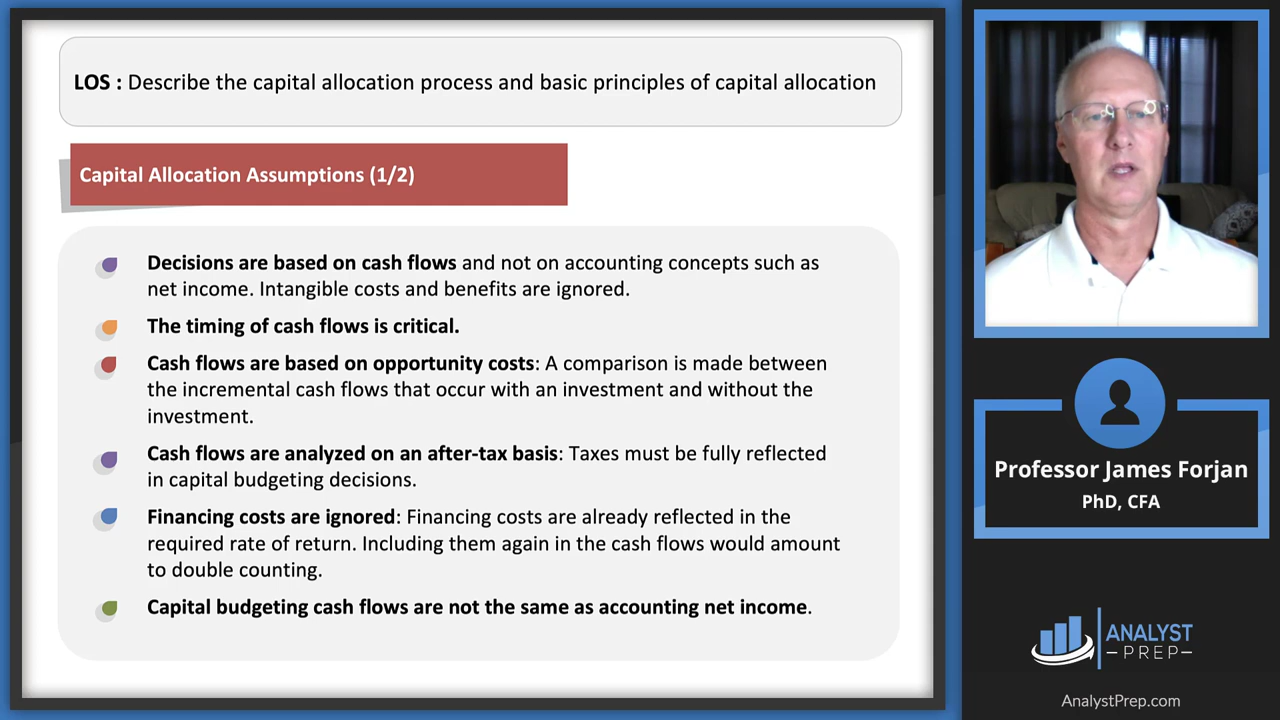 LOS : Describe the capital allocation process and basic principles of capital allocation
Capital Allocation Assumptions (1/2)
Decisions are based on cash flows and not on accounting concepts such as
net income. Intangible costs and benefits are ignored.
The timing of cash flows is critical.
Cash flows are based on opportunity costs: A comparison is made between
the incremental cash flows that occur with an investment and without the
investment.
Cash flows are analyzed on an after-tax basis: Taxes must be fully reflected
in capital budgeting decisions.
Financing costs are ignored: Financing costs are already reflected in the
required rate of return. Including them again in the cash flows would amount
to double counting.
Capital budgeting cash flows are not the same as accounting net income.
Professor James Forjan
PhD, CFA
ANALYST
–PREP–
AnalystPrep.com